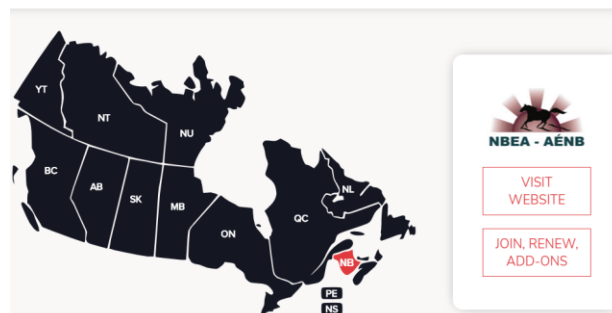 YT
NT
NU
BC
AB
SK
MB
ON
QC
NL
NB
PE
NS
NBEA - AÉNB
VISIT
WEBSITE
JOIN, RENEW,
ADD-ONS